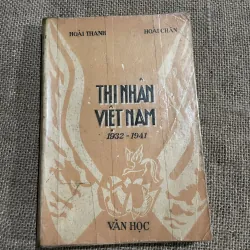 HOÀI THANH HOÀI CHÂN
THI NHÂN
VIỆT NAM
1932-1941
VĂN HỌC